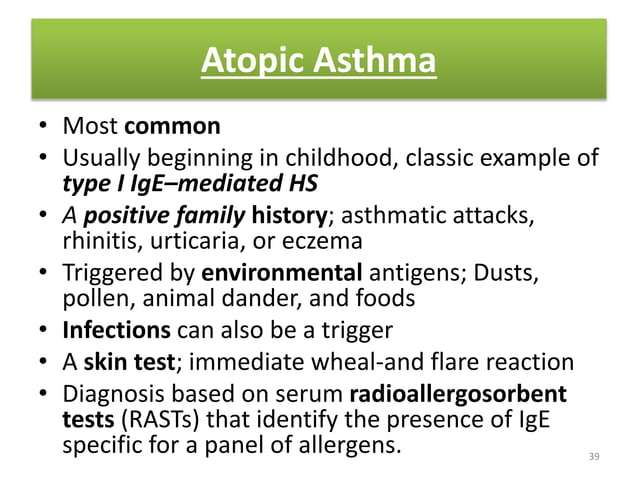 Atopic Asthma
• Most common
• Usually beginning in childhood, classic example of
type I IgE–mediated HS
• A positive family history; asthmatic attacks,
rhinitis, urticaria, or eczema
• Triggered by environmental antigens; Dusts,
pollen, animal dander, and foods
• Infections can also be a trigger
• A skin test; immediate wheal-and flare reaction
• Diagnosis based on serum radioallergosorbent
tests (RASTs) that identify the presence of IgE
specific for a panel of allergens.
39